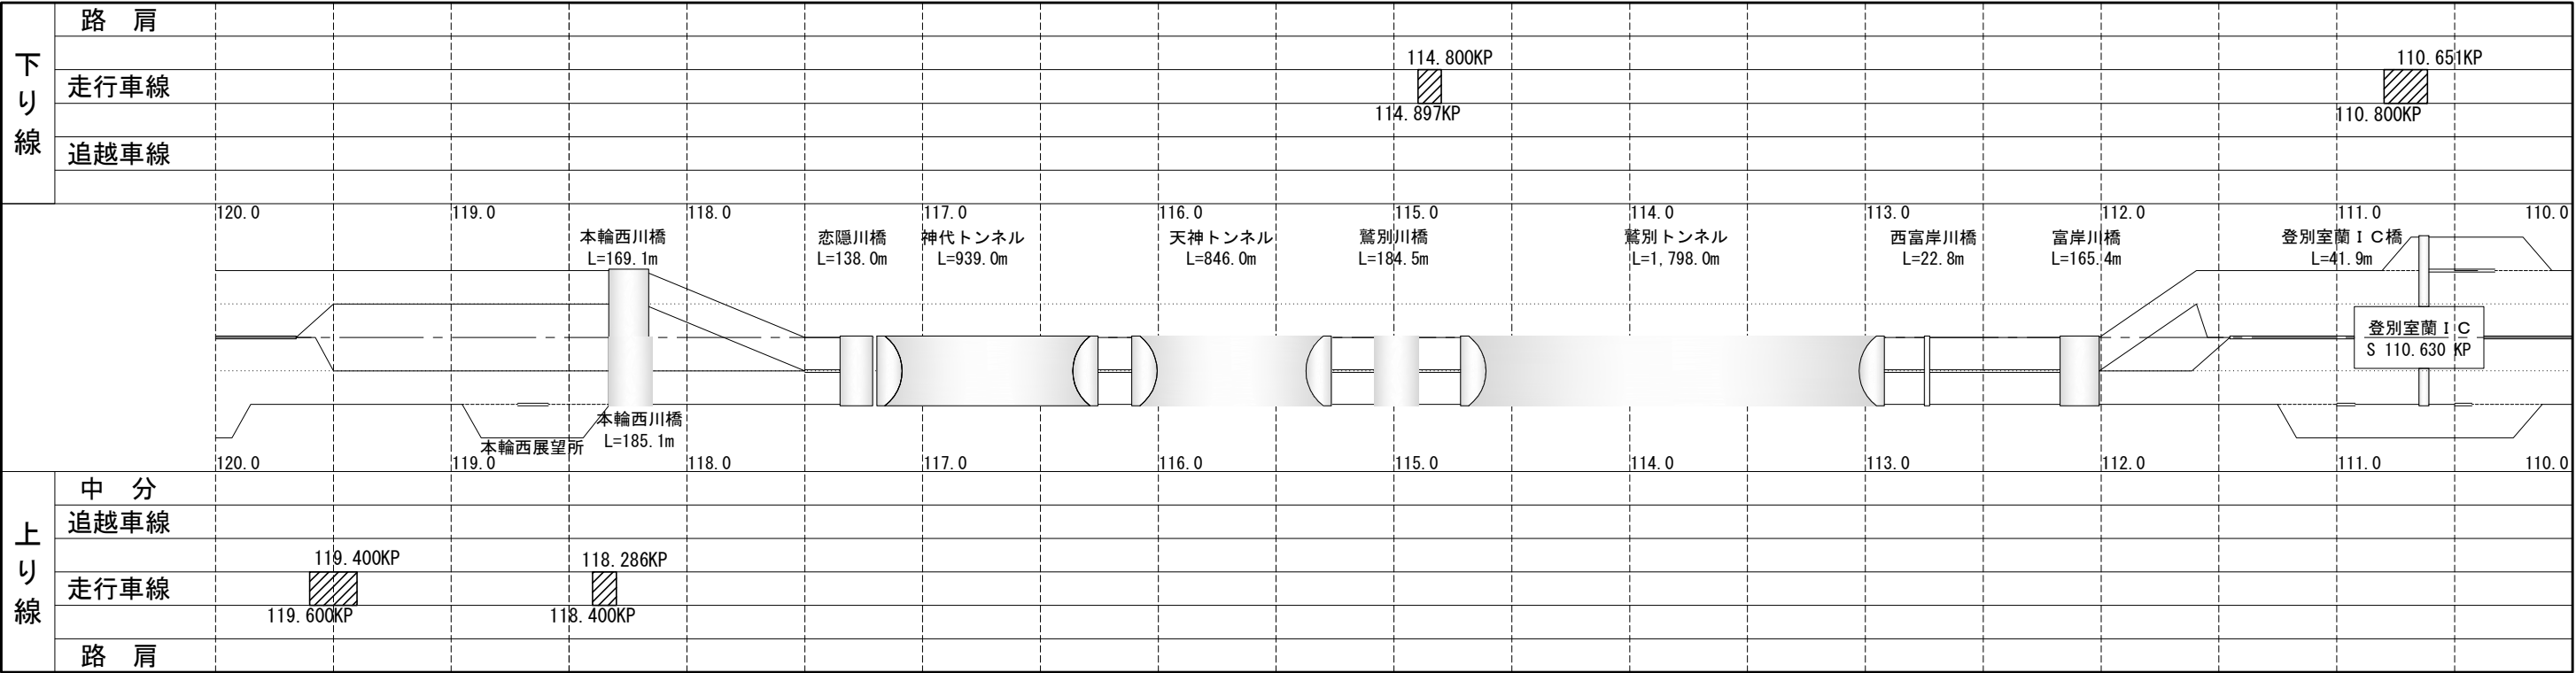 下り線
路　肩
114.800KP
110.651KP
走行車線
114.897KP
110.800KP
追越車線
120.0
119.0
118.0
117.0
116.0
115.0
114.0
113.0
112.0
111.0
110.0
本輪西川橋
L=169.1m
恋隠川橋
L=138.0m
神代トンネル
L=939.0m
天神トンネル
L=846.0m
鷲別川橋
L=184.5m
鷲別トンネル
L=1,798.0m
西富岸川橋
L=22.8m
富岸川橋
L=165.4m
登別室蘭ＩＣ橋
L=41.9m
登別室蘭ＩＣ
S 110.630 KP
本輪西川橋
L=185.1m
本輪西展望所
120.0
119.0
118.0
117.0
116.0
115.0
114.0
113.0
112.0
111.0
110.0
上り線
中　分
追越車線
119.400KP
118.286KP
走行車線
119.600KP
118.400KP
路　肩